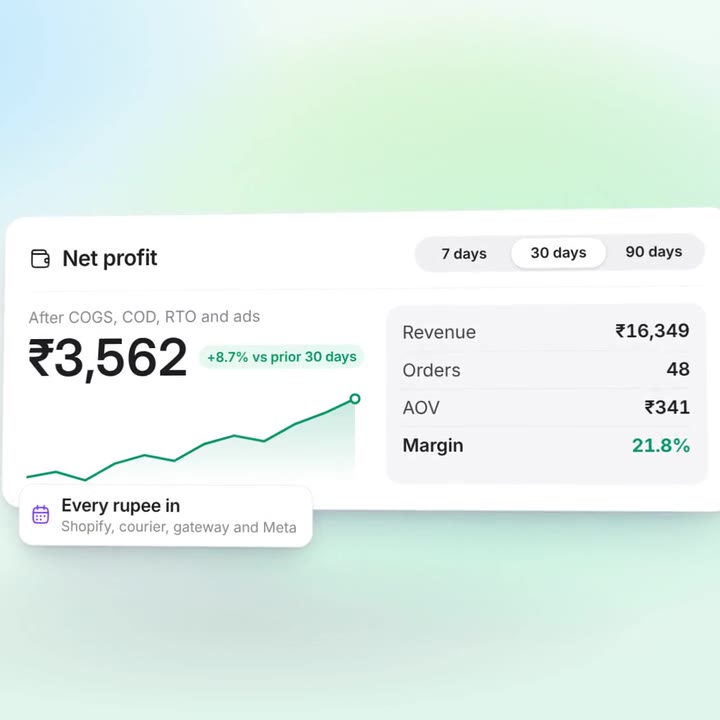 Net profit
7 days
30 days
90 days
After COGS, COD, RTO and ads
₹3,562
+8.7% vs prior 30 days
Revenue ₹16,349
Orders 48
AOV ₹341
Margin 21.8%
Every rupee in
Shopify, courier, gateway and Meta